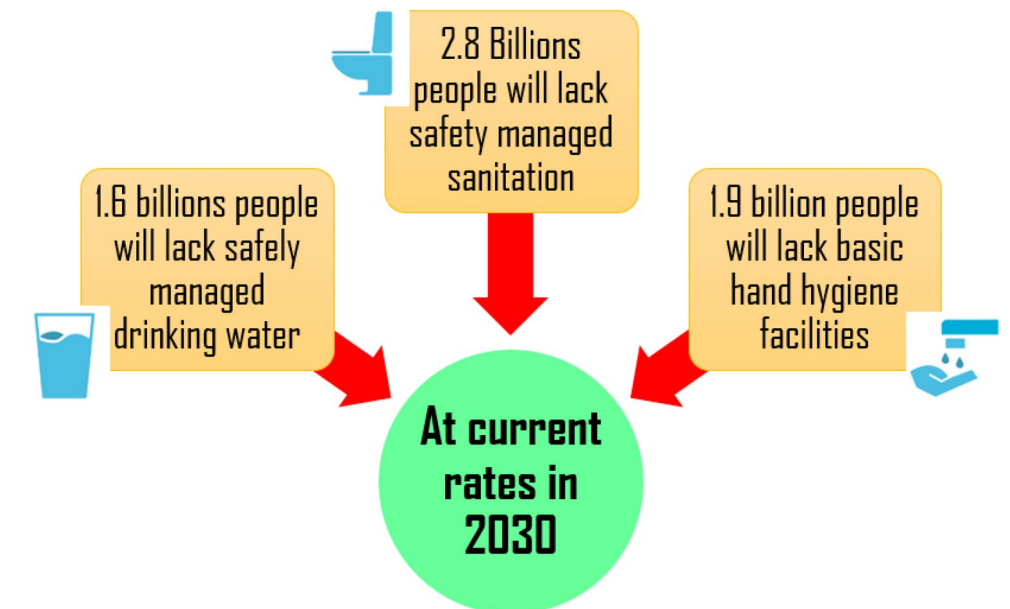 2.8 Billions
people will lack
safety managed
sanitation
1.6 billions people
will lack safely
managed
drinking water
1.9 billion people
will lack basic
hand hygiene
facilities
At current
rates in
2030